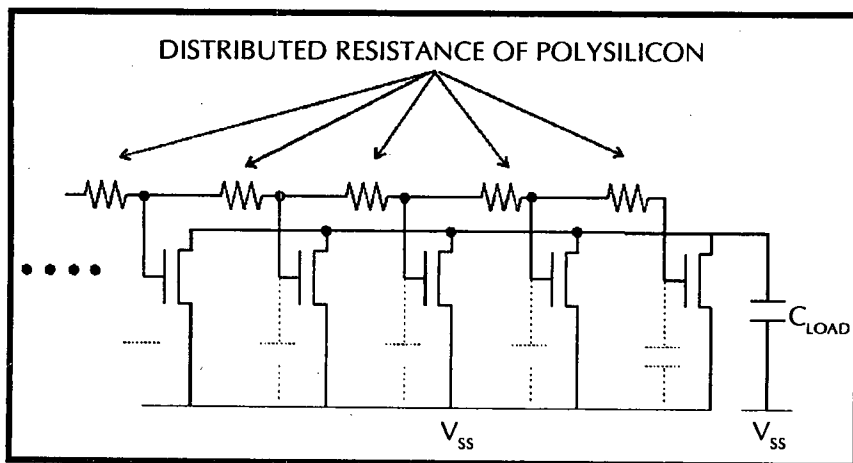 DISTRIBUTED RESISTANCE OF POLYSILICON
C_LOAD
V_SS
V_SS